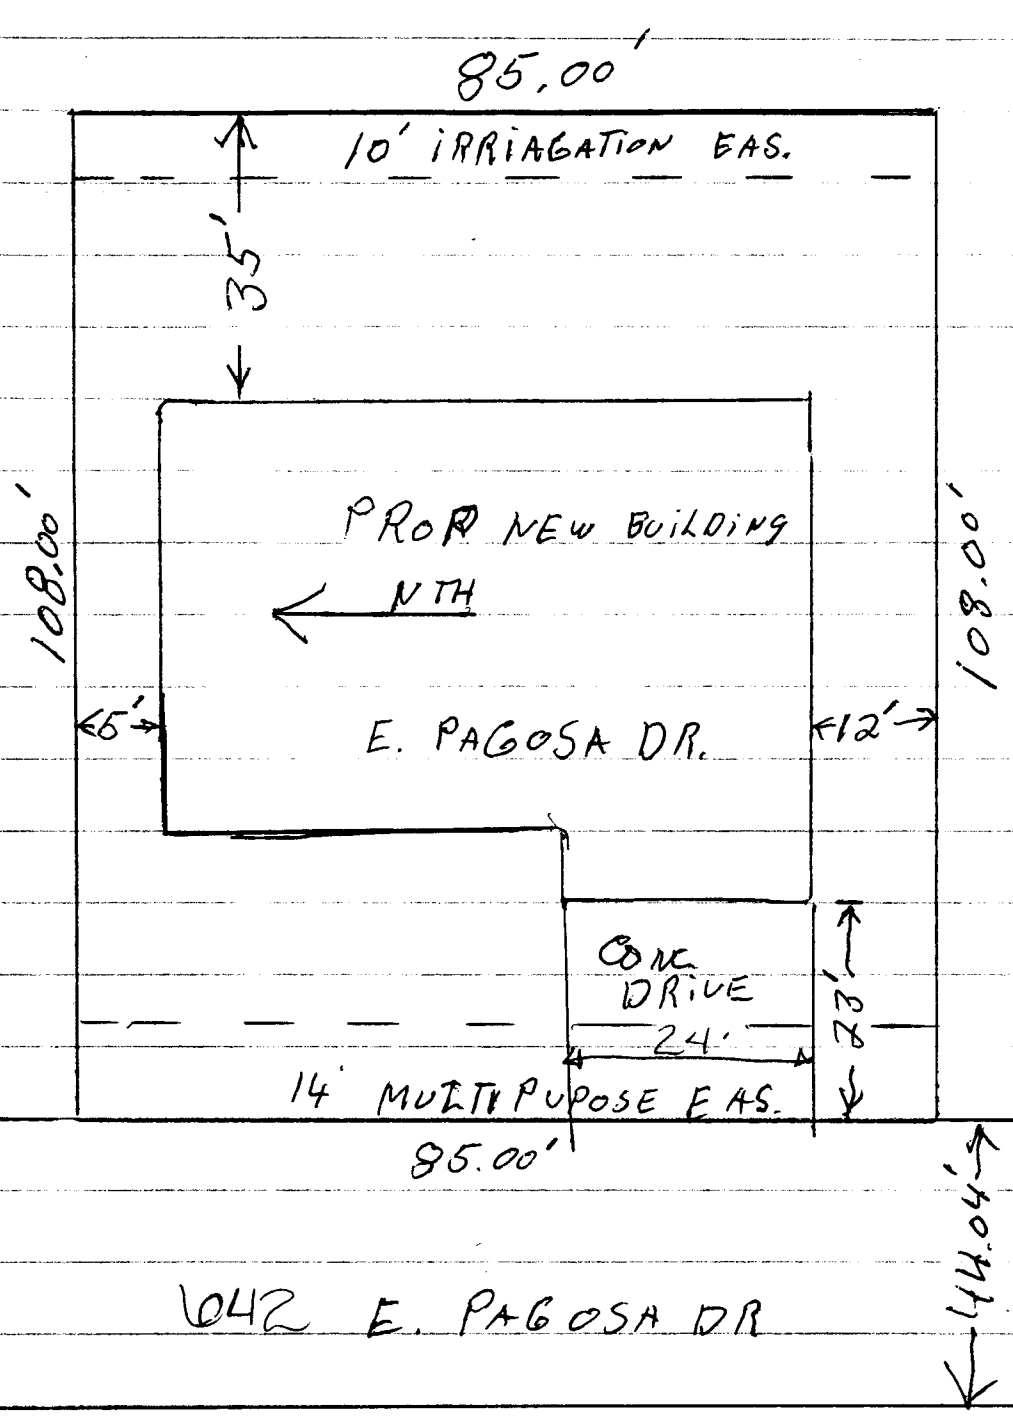 85.00'
10' iRRiAGATION EAS.
35'
PROP NEW BUILDING
NTH
108.00'
108.00'
5'
E. PAGOSA DR.
12'
CONC.
DRIVE
23'
24'
14' MULTIPUPOSE EAS.
85.00'
44.04'
642 E. PAGOSA DR